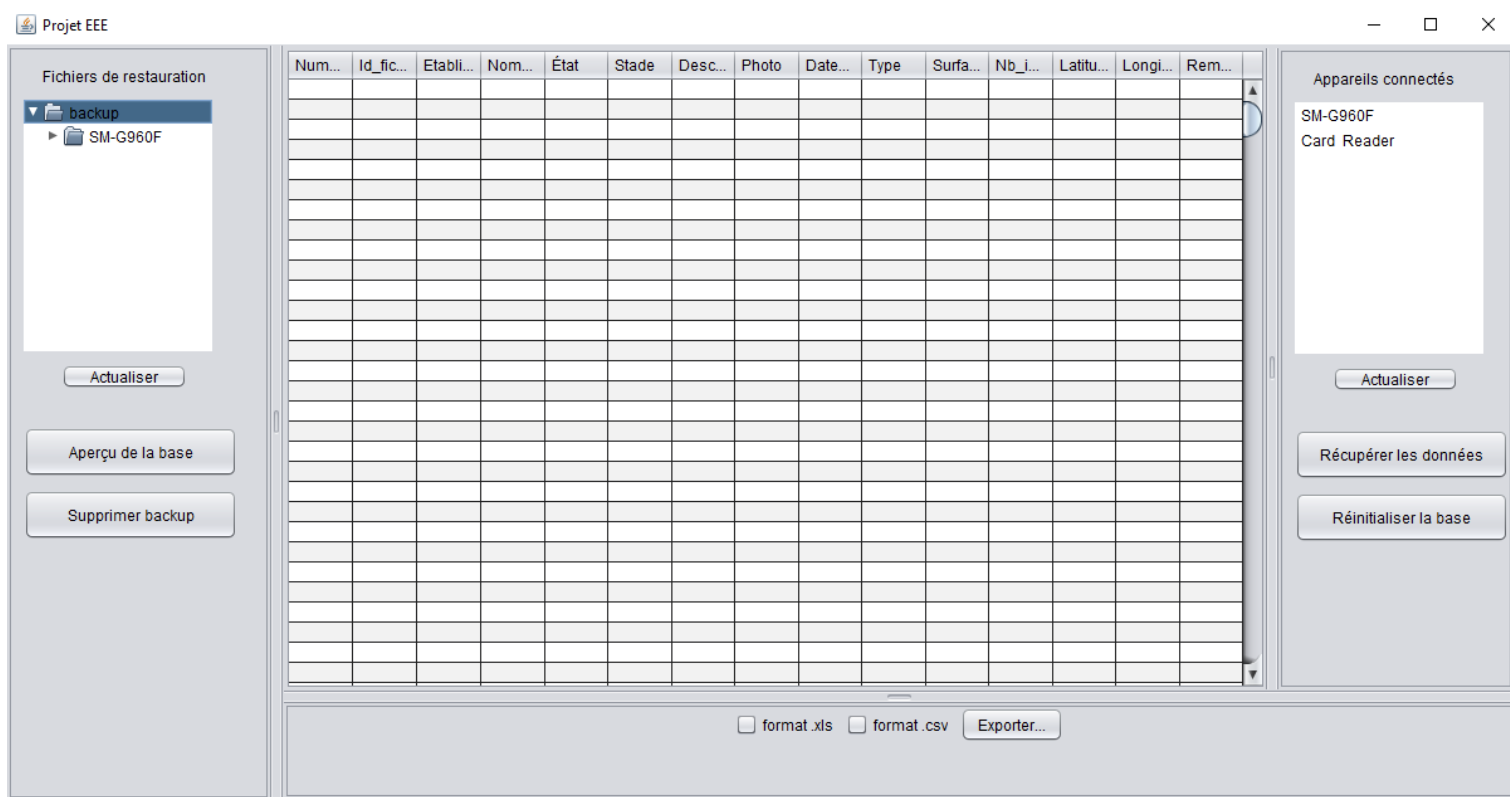 Projet EEE
Fichiers de restauration
backup
SM-G960F
Actualiser
Aperçu de la base
Supprimer backup
Num... Id_fic... Etabli... Nom... État Stade Desc... Photo Date... Type Surfa... Nb_i... Latitu... Longi... Rem...
format .xls format .csv Exporter...
Appareils connectés
SM-G960F
Card Reader
Actualiser
Récupérer les données
Réinitialiser la base